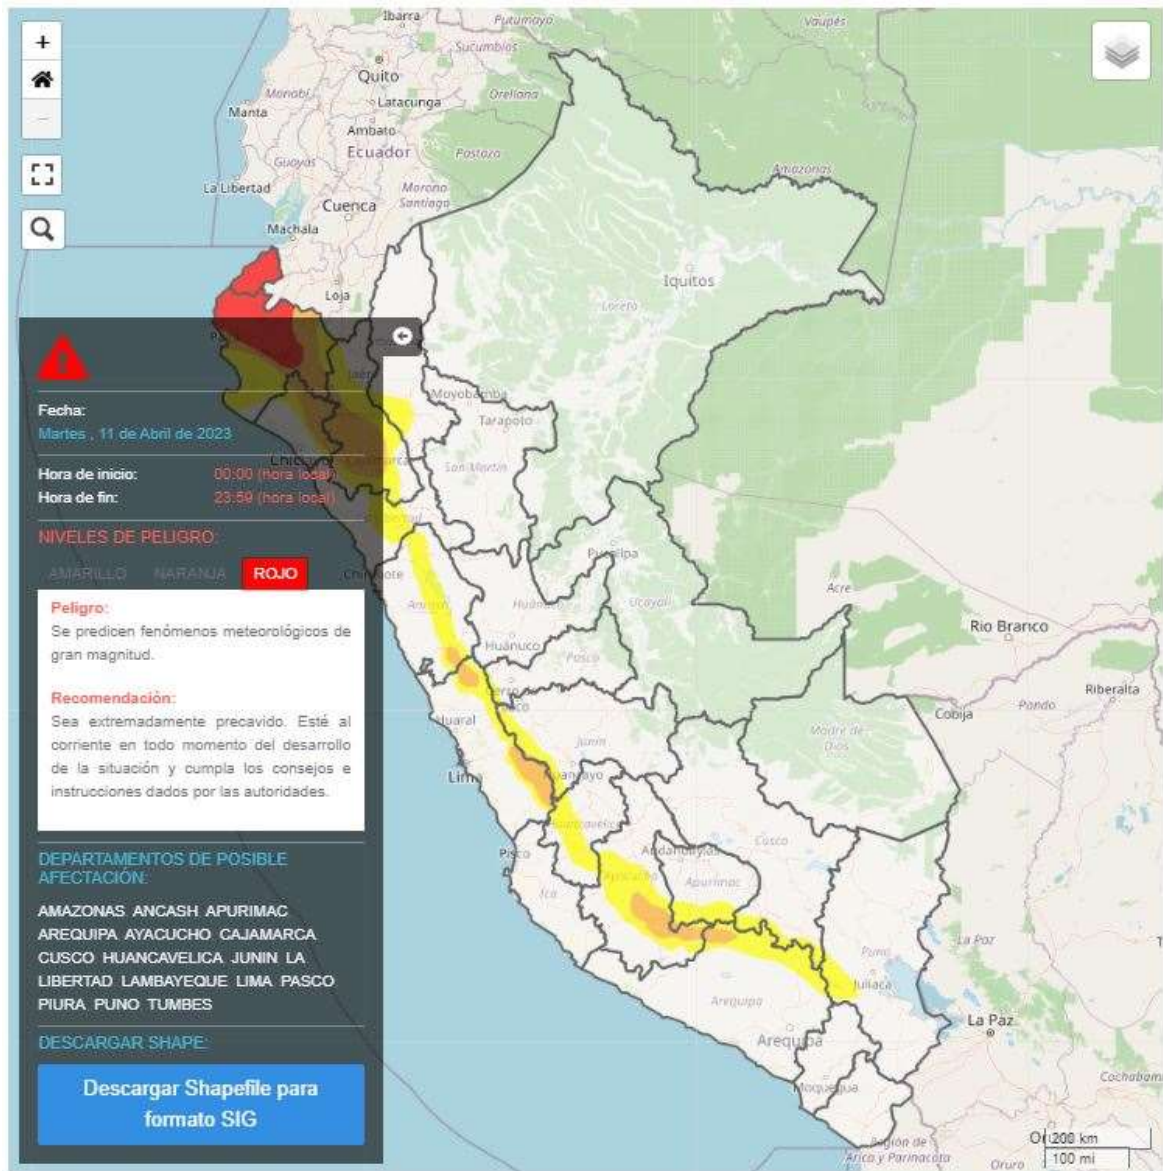 +
−
Ibarra
Putumayo
Vaupés
Sucumbíos
Quito
Manabí
Latacunga
Orellana
Manta
Ambato
Ecuador
Pastaza
Guayas
Amazonas
La Libertad
Morona
Santiago
Cuenca
Machala
Loja
Iquitos
Loreto
Moyobamba
Tarapoto
San Martín
Pucallpa
Acre
Huánuco
Ucayali
Rio Branco
Huánuco
Pasco
Riberalta
Cobija
Pando
Huaral
Junín
Madre de
Dios
Lima
Huancayo
Huancavelica
Cusco
Pisco
Andahuaylas
Ica
Ayacucho
Apurímac
Puno
La Paz
Juliaca
Arequipa
La Paz
Arequipa
Moquegua
Cochabamb
Región de
Arica y Parinacota
Oruro
200 km
100 mi
Fecha:
Martes , 11 de Abril de 2023
Hora de inicio: 00:00 (hora local)
Hora de fin: 23:59 (hora local)
NIVELES DE PELIGRO:
AMARILLO NARANJA ROJO
Peligro:
Se predicen fenómenos meteorológicos de
gran magnitud.
Recomendación:
Sea extremadamente precavido. Esté al
corriente en todo momento del desarrollo
de la situación y cumpla los consejos e
instrucciones dados por las autoridades.
DEPARTAMENTOS DE POSIBLE
AFECTACIÓN:
AMAZONAS ANCASH APURIMAC
AREQUIPA AYACUCHO CAJAMARCA
CUSCO HUANCAVELICA JUNIN LA
LIBERTAD LAMBAYEQUE LIMA PASCO
PIURA PUNO TUMBES
DESCARGAR SHAPE:
Descargar Shapefile para
formato SIG